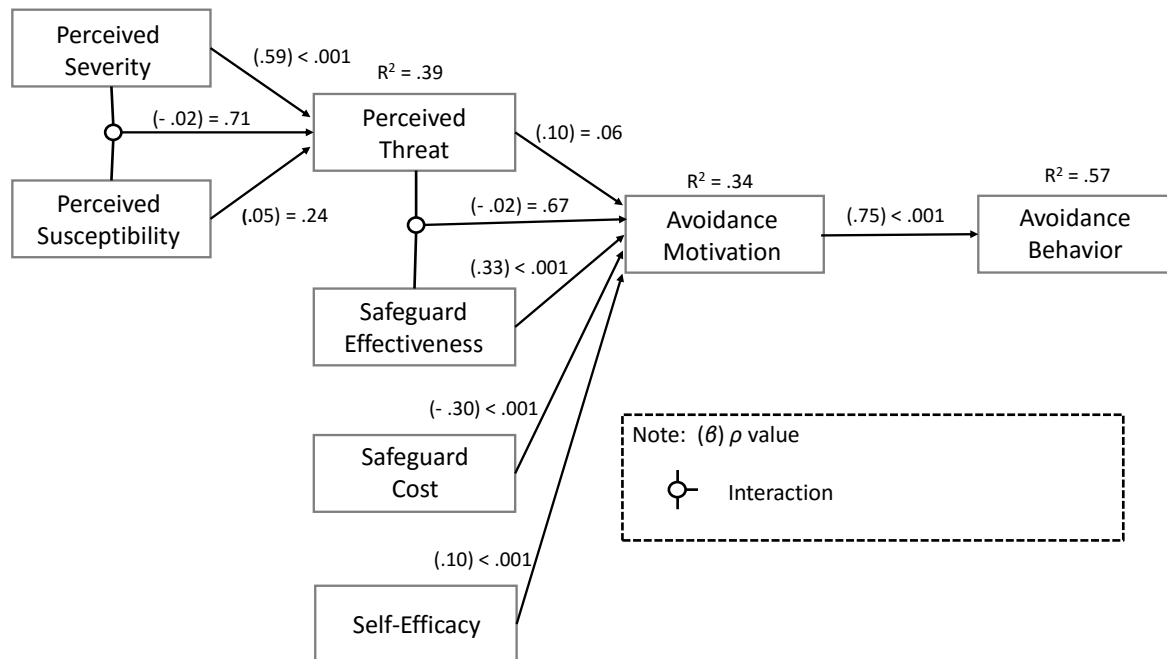 Perceived
Severity
(.59) < .001
R² = .39
(- .02) = .71
Perceived
Threat
(.10) = .06
Perceived
Susceptibility
(.05) = .24
R² = .34
R² = .57
(- .02) = .67
Avoidance
Motivation
(.75) < .001
Avoidance
Behavior
(.33) < .001
Safeguard
Effectiveness
(- .30) < .001
Safeguard
Cost
Note: (β) ρ value
Interaction
(.10) < .001
Self-Efficacy